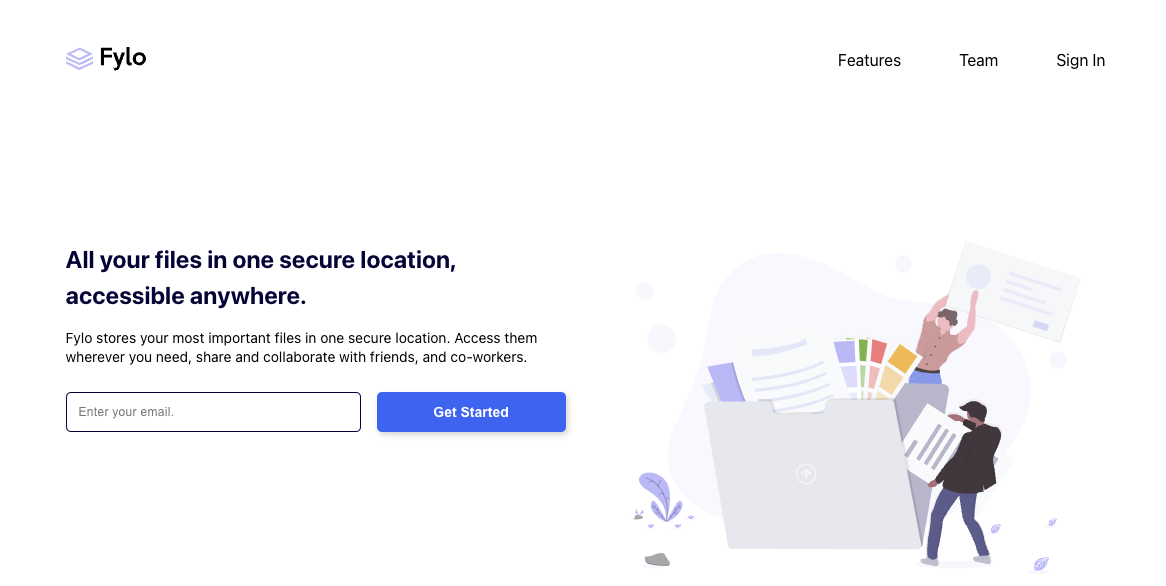 Fylo
Features
Team
Sign In
All your files in one secure location,
accessible anywhere.
Fylo stores your most important files in one secure location. Access them
wherever you need, share and collaborate with friends, and co-workers.
Enter your email.
Get Started